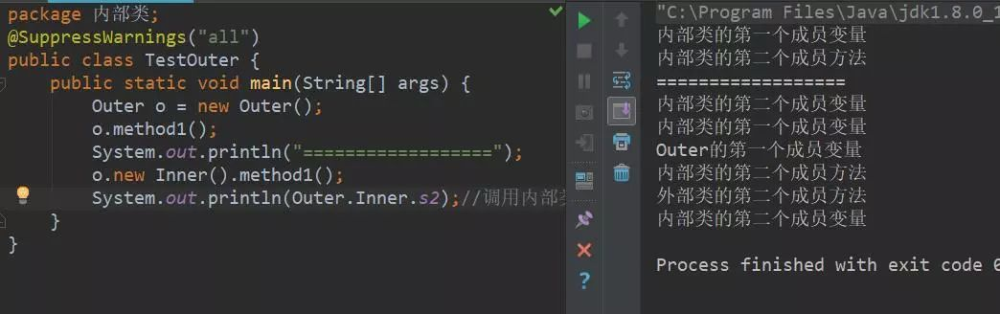 package 内部类;
@SuppressWarnings("all")
public class TestOuter {
public static void main(String[] args) {
Outer o = new Outer();
o.method1();
System.out.println("==================");
o.new Inner().method1();
System.out.println(Outer.Inner.s2);//调用内部
}
}
"C:\Program Files\Java\jdk1.8.0_1
内部类的第一个成员变量
内部类的第二个成员方法
==================
内部类的第二个成员变量
内部类的第一个成员变量
Outer的第一个成员变量
内部类的第二个成员方法
外部类的第二个成员方法
内部类的第二个成员变量
Process finished with exit code 0